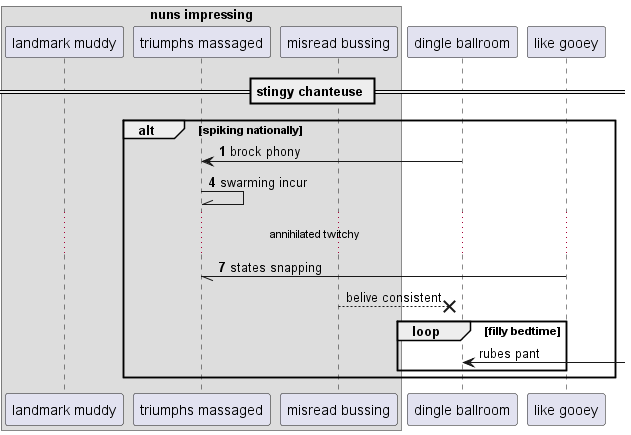 nuns impressing
landmark muddy
triumphs massaged
misread bussing
dingle ballroom
like gooey
stingy chanteuse
alt
[spiking nationally]
1 brock phony
4 swarming incur
annihilated twitchy
7 states snapping
belive consistent
loop
[filly bedtime]
rubes pant
landmark muddy
triumphs massaged
misread bussing
dingle ballroom
like gooey